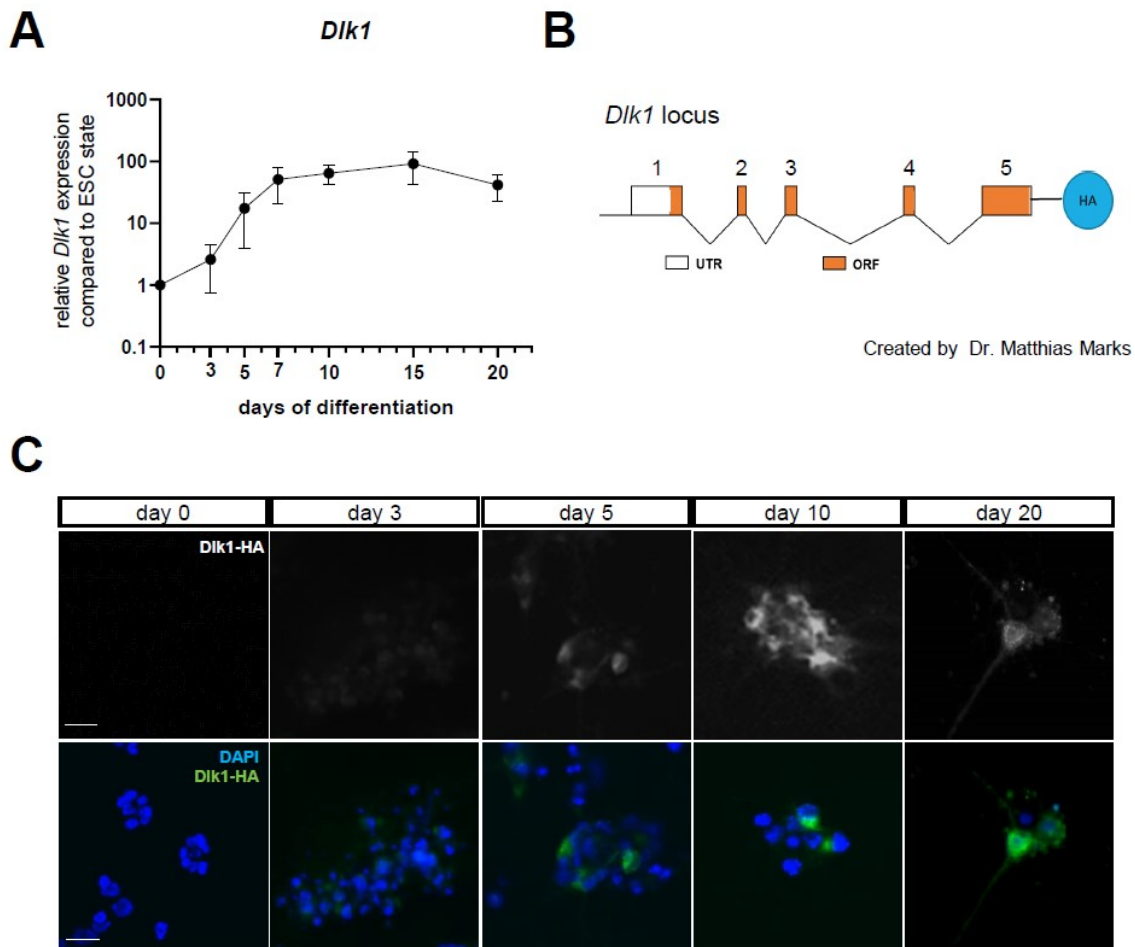 A
Dlk1
relative Dlk1 expression
compared to ESC state
1000
100
10
1
0.1
0 3 5 7 10 15 20
days of differentiation
B
Dlk1 locus
1 2 3 4 5
HA
UTR ORF
Created by Dr. Matthias Marks
C
day 0 day 3 day 5 day 10 day 20
Dlk1-HA
DAPI
Dlk1-HA